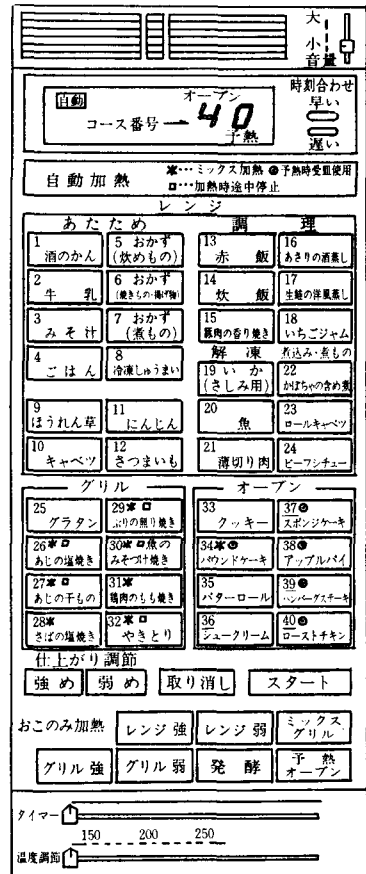 大
小
音量
時刻合わせ
自動 オーブン 早い
コース番号→40
予熱 遅い
自動加熱 ✱…ミックス加熱 ◉予熱時受皿使用
◘…加熱時途中停止
レンジ
あたため 調理
1 酒のかん 5 おかず(炒めもの) 13 赤飯 16 あさりの酒蒸し
2 牛乳 6 おかず(焼きもの・揚げ物) 14 炊飯 17 生鮭の洋風蒸し
3 みそ汁 7 おかず(煮もの) 15 豚肉の香り焼き 18 いちごジャム
解凍 煮込み・煮もの
4 ごはん 8 冷凍しゅうまい 19 いか(さしみ用) 22 かぼちゃの含め煮
9 ほうれん草 11 にんじん 20 魚 23 ロールキャベツ
10 キャベツ 12 さつまいも 21 薄切り肉 24 ビーフシチュー
グリル オーブン
25 グラタン 29✱◘ ぶりの照り焼き 33 クッキー 37◉ スポンジケーキ
26✱◘ あじの塩焼き 30✱◘魚のみそづけ焼き 34✱◉ パウンドケーキ 38◉ アップルパイ
27✱◘ あじの干もの 31✱ 鶏肉のもも焼き 35 バターロール 39◉ ハンバーグステーキ
28✱ さばの塩焼き 32✱◘ やきとり 36 シュークリーム 40◉ ローストチキン
仕上がり調節
強め 弱め 取り消し スタート
おこのみ加熱 レンジ強 レンジ弱 ミックスグリル
グリル強 グリル弱 発酵 予熱オーブン
タイマー
150 200 250
温度調節